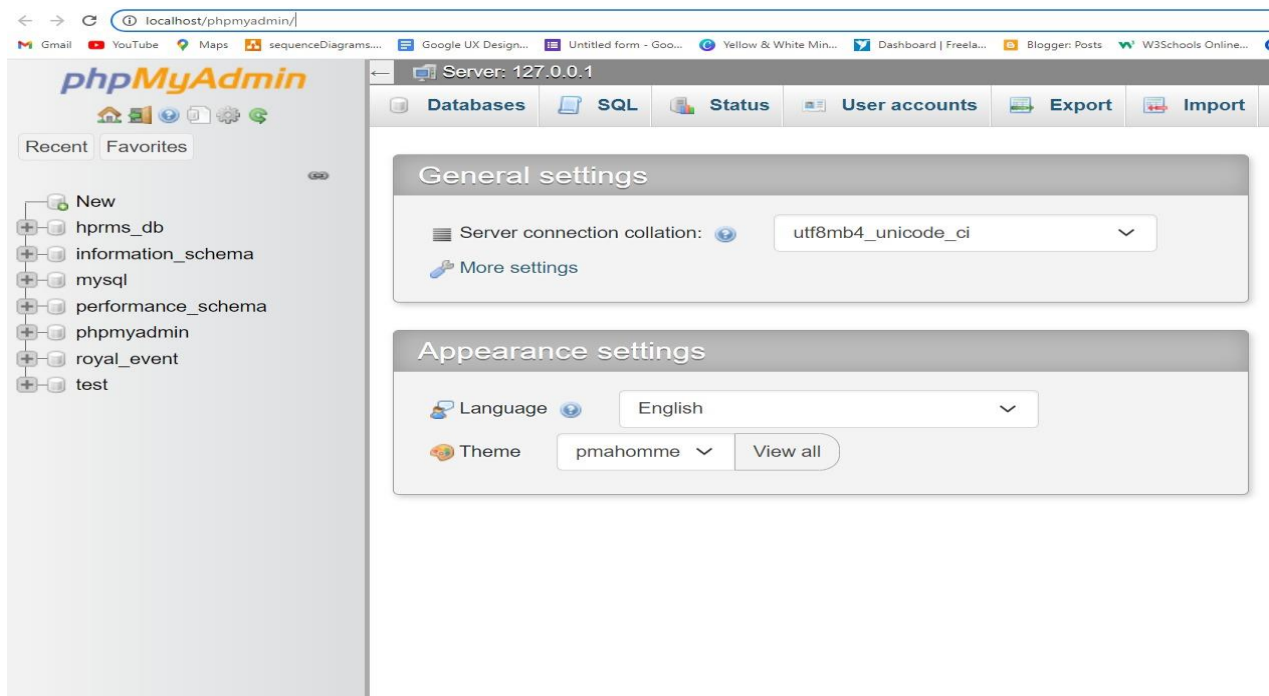 localhost/phpmyadmin/
Gmail YouTube Maps sequenceDiagrams.... Google UX Design... Untitled form - Goo... Yellow & White Min... Dashboard | Freela... Blogger: Posts W3Schools Online...
phpMyAdmin
Recent Favorites
New
hprms_db
information_schema
mysql
performance_schema
phpmyadmin
royal_event
test
Server: 127.0.0.1
Databases SQL Status User accounts Export Import
General settings
Server connection collation: utf8mb4_unicode_ci
More settings
Appearance settings
Language English
Theme pmahomme View all